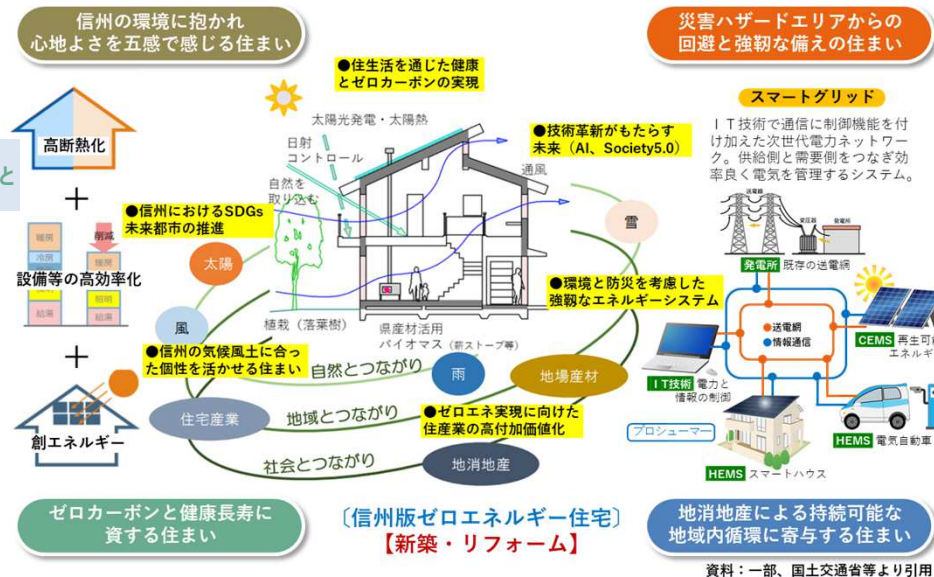 信州の環境に抱かれ
心地よさを五感で感じる住まい
災害ハザードエリアからの
回避と強靭な備えの住まい
●住生活を通じた健康
とゼロカーボンの実現
スマートグリッド
太陽光発電・太陽熱
ＩＴ技術で通信に制御機能を付
け加えた次世代電力ネットワー
ク。供給側と需要側をつなぎ効
率良く電気を管理するシステム。
高断熱化
日射
コントロール
●技術革新がもたらす
未来（AI、Society5.0）
通風
と
自然を
取り込む
＋
●信州におけるSDGs
未来都市の推進
雪
送電線
変圧器
発電所
暖房
冷房
削減
暖房
設備等の高効率化
照明
給湯
給湯
太陽
発電所 既存の送電網
●環境と防災を考慮した
強靭なエネルギーシステム
●送電網
●情報通信
風
植栽（落葉樹）
県産材活用
バイオマス（薪ストーブ等）
CEMS 再生可能
エネルギ
＋
●信州の気候風土に合っ
た個性を活かせる住まい
自然とつながり
雨
地場産材
ＩＴ技術 電力と
情報の制御
住宅産業
地域とつながり
●ゼロエネ実現に向けた
住産業の高付加価値化
プロシューマー
HEMS 電気自動車
創エネルギー
社会とつながり
地消地産
HEMS スマートハウス
ゼロカーボンと健康長寿に
資する住まい
〔信州版ゼロエネルギー住宅〕
【新築・リフォーム】
地消地産による持続可能な
地域内循環に寄与する住まい
資料：一部、国土交通省等より引用